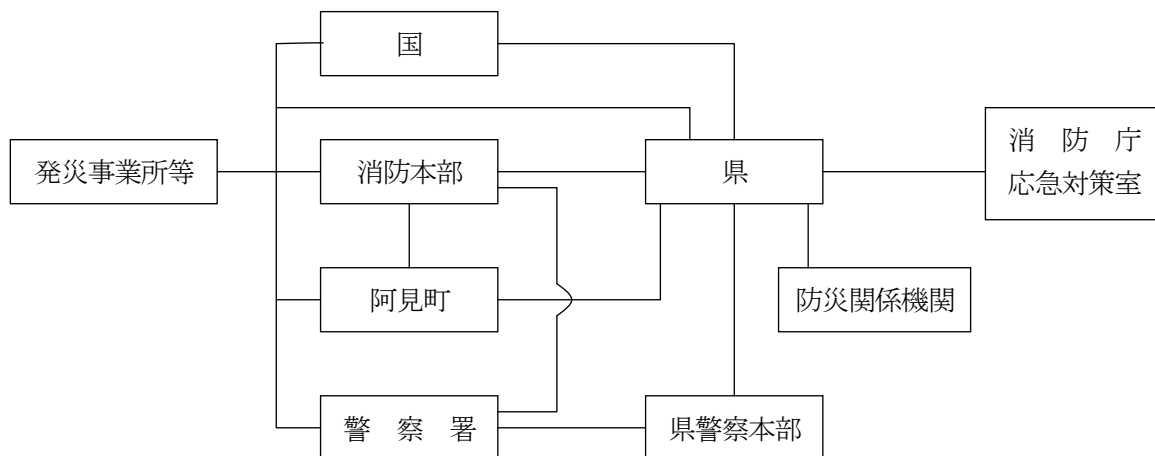 国
発災事業所等
消防本部
県
消 防 庁
応急対策室
阿見町
防災関係機関
警 察 署
県警察本部